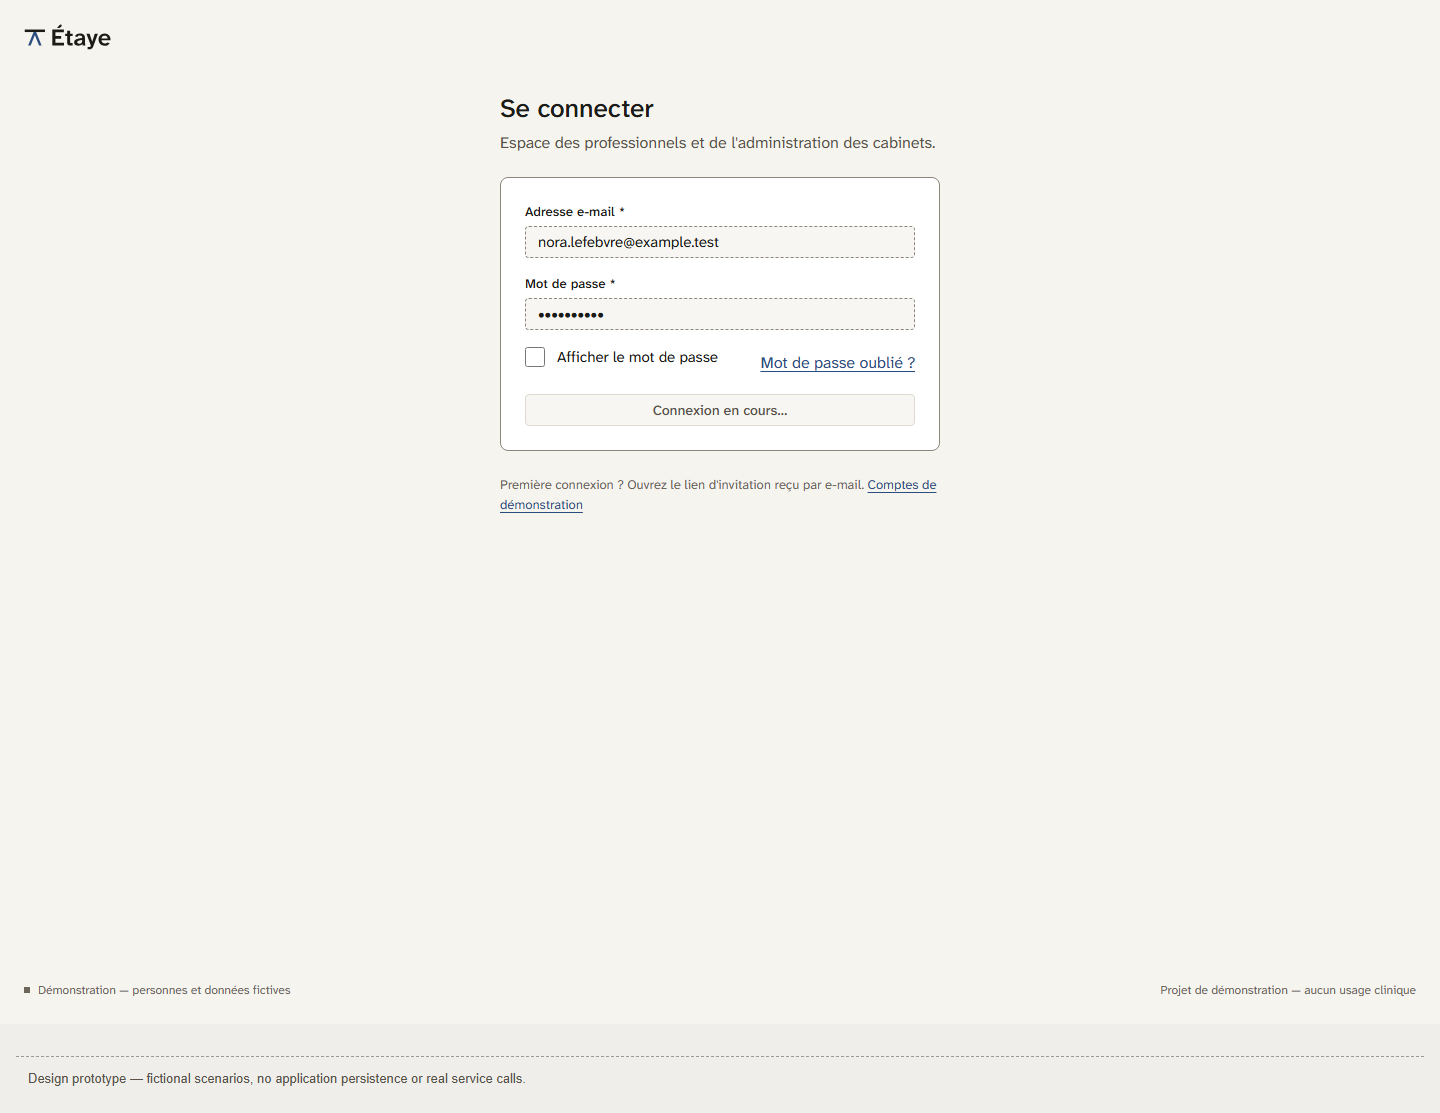 Étaye
Se connecter
Espace des professionnels et de l'administration des cabinets.
Adresse e-mail *
nora.lefebvre@example.test
Mot de passe *
••••••••••
Afficher le mot de passe
Mot de passe oublié ?
Connexion en cours…
Première connexion ? Ouvrez le lien d'invitation reçu par e-mail. Comptes de
démonstration
Démonstration — personnes et données fictives
Projet de démonstration — aucun usage clinique
Design prototype — fictional scenarios, no application persistence or real service calls.